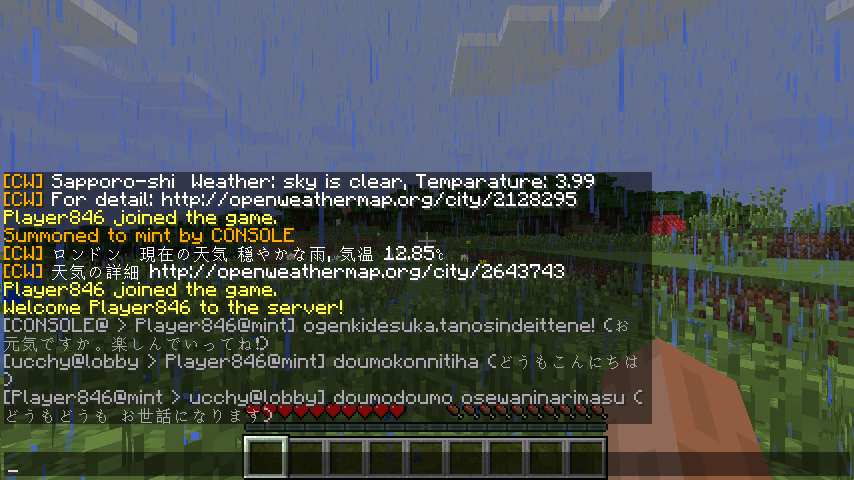 [CW] Sapporo-shi Weather: sky is clear, Temparature: 3.99
[CW] For detail: http://openweathermap.org/city/2128295
Player846 joined the game.
Summoned to mint by CONSOLE
[CW] ロンドン 現在の天気 穏やかな雨, 気温 12.85℃
[CW] 天気の詳細 http://openweathermap.org/city/2643743
Player846 joined the game.
Welcome Player846 to the server!
[CONSOLE@ > Player846@mint] ogenkidesuka.tanosindeittene! (お
元気ですか。楽しんでいってね!)
[ucchy@lobby > Player846@mint] doumokonnitiha (どうもこんにちは
)
[Player846@mint > ucchy@lobby] doumodoumo osewaninarimasu (
どうもどうも お世話になります)
_